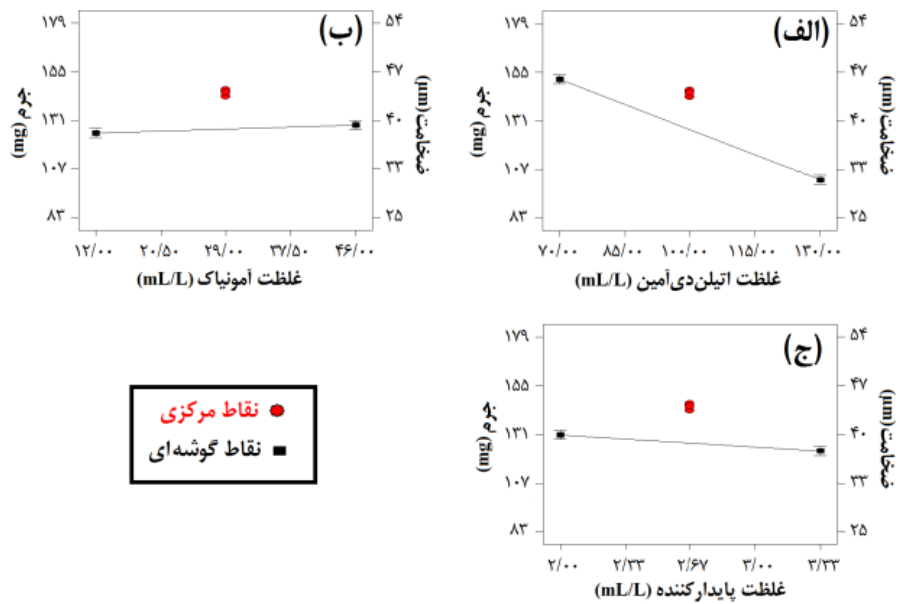 (الف)
جرم (mg)
۱۷۹
۱۵۵
۱۳۱
۱۰۷
۸۳
ضخامت(µm)
۵۴
۴۷
۴۰
۳۳
۲۵
۷۰/۰۰ ۸۵/۰۰ ۱۰۰/۰۰ ۱۱۵/۰۰ ۱۳۰/۰۰
غلظت اتیلن‌دی‌آمین (mL/L)
(ب)
جرم (mg)
۱۷۹
۱۵۵
۱۳۱
۱۰۷
۸۳
ضخامت(µm)
۵۴
۴۷
۴۰
۳۳
۲۵
۱۲/۰۰ ۲۰/۵۰ ۲۹/۰۰ ۳۷/۵۰ ۴۶/۰۰
غلظت آمونیاک (mL/L)
(ج)
جرم (mg)
۱۷۹
۱۵۵
۱۳۱
۱۰۷
۸۳
ضخامت(µm)
۵۴
۴۷
۴۰
۳۳
۲۵
۲/۰۰ ۲/۳۳ ۲/۶۷ ۳/۰۰ ۳/۳۳
غلظت پایدارکننده (mL/L)
نقاط مرکزی
نقاط گوشه‌ای